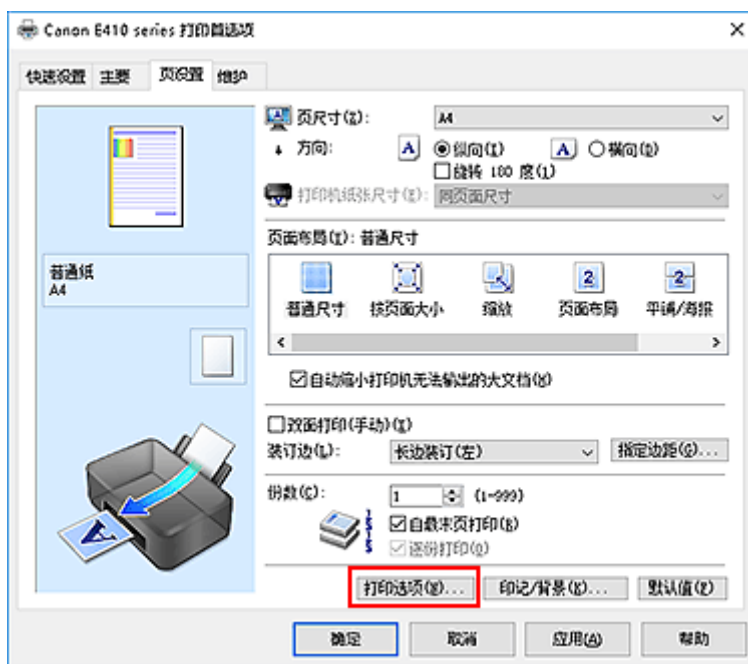 Canon E410 series 打印首选项
快速设置 主要 页设置 维护
页尺寸(Z): A4
方向: A 纵向(I) A 横向(D)
旋转 180 度(1)
打印机纸张尺寸(E): 同页面尺寸
页面布局(I): 普通尺寸
普通纸
A4
普通尺寸 按页面大小 缩放 页面布局 平铺/海报
自动缩小打印机无法输出的大文档(W)
双面打印(手动)(X)
装订边(L): 长边装订(左) 指定边距(G)...
份数(C): 1 (1-999)
自最末页打印(R)
逐份打印(O)
打印选项(N)... 印记/背景(K)... 默认值(F)
确定 取消 应用(A) 帮助